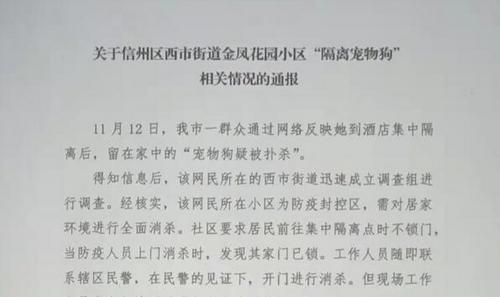 关于信州区西市街道金凤花园小区“隔离宠物狗”
相关情况的通报
11 月 12 日，我市一群众通过网络反映她到酒店集中隔
离后，留在家中的“宠物狗疑被扑杀”。
得知信息后，该网民所在的西市街道迅速成立调查组进
行调查。经核实，该网民所在小区为防疫封控区，需对居家
环境进行全面消杀。社区要求居民前往集中隔离点时不锁门，
当防疫人员上门消杀时，发现其家门已锁。工作人员随即联
系辖区民警，在民警的见证下，开门进行消杀。但现场工作